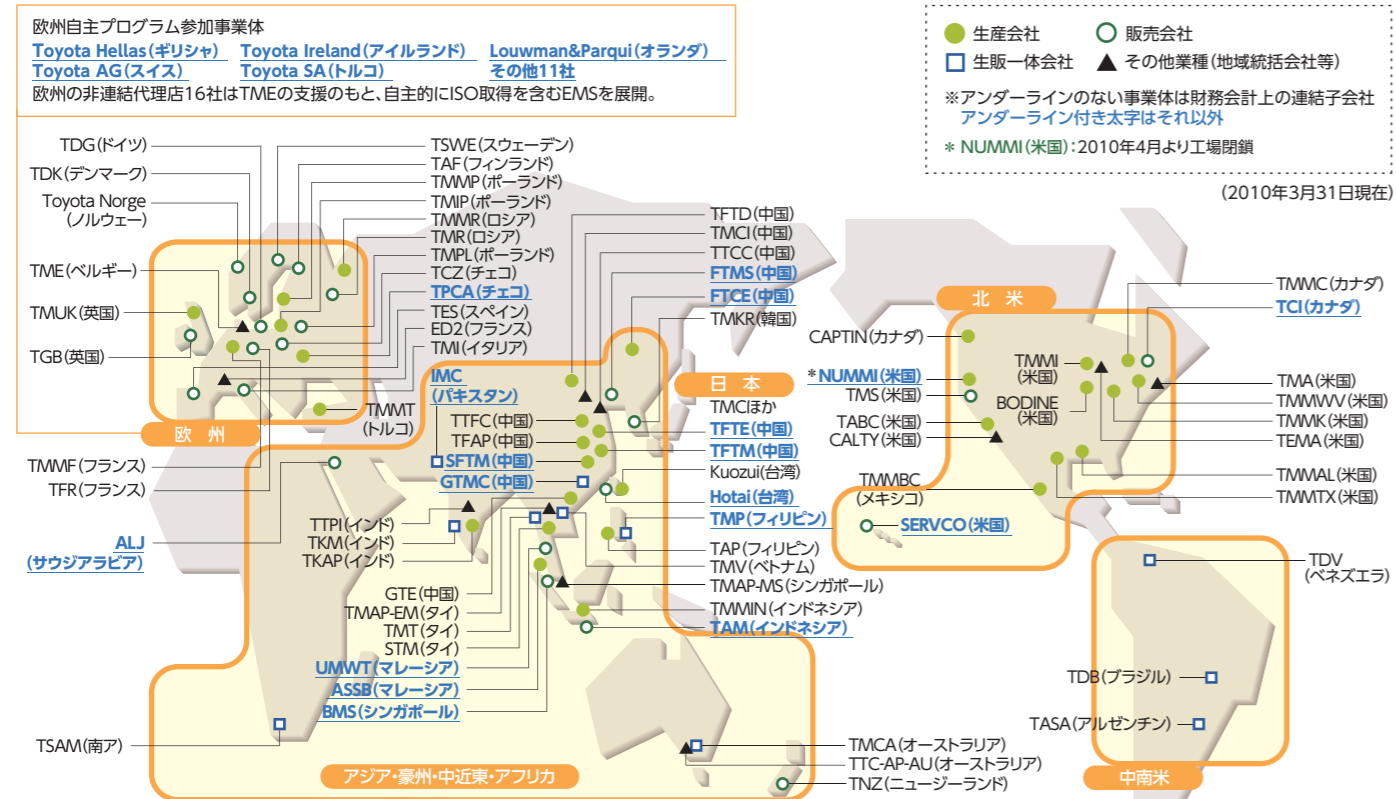 欧州自主プログラム参加事業体
Toyota Hellas(ギリシャ) Toyota Ireland(アイルランド) Louwman&Parqui(オランダ)
Toyota AG(スイス) Toyota SA(トルコ) その他11社
欧州の非連結代理店16社はTMEの支援のもと、自主的にISO取得を含むEMSを展開。
生産会社 販売会社
生販一体会社 その他業種(地域統括会社等)
※アンダーラインのない事業体は財務会計上の連結子会社
アンダーライン付き太字はそれ以外
* NUMMI(米国):2010年4月より工場閉鎖
(2010年3月31日現在)
TDG(ドイツ)
TDK(デンマーク)
Toyota Norge
(ノルウェー)
TME(ベルギー)
TMUK(英国)
TGB(英国)
TSWE(スウェーデン)
TAF(フィンランド)
TMMP(ポーランド)
TMIP(ポーランド)
TMMR(ロシア)
TMR(ロシア)
TMPL(ポーランド)
TCZ(チェコ)
TPCA(チェコ)
TES(スペイン)
ED2(フランス)
TMI(イタリア)
IMC
(パキスタン)
TMMT
(トルコ)
欧州
TMMF(フランス)
TFR(フランス)
ALJ
(サウジアラビア)
TSAM(南ア)
TTFC(中国)
TFAP(中国)
SFTM(中国)
GTMC(中国)
TTPI(インド)
TKM(インド)
TKAP(インド)
GTE(中国)
TMAP-EM(タイ)
TMT(タイ)
STM(タイ)
UMWT(マレーシア)
ASSB(マレーシア)
BMS(シンガポール)
アジア・豪州・中近東・アフリカ
TFTD(中国)
TMCI(中国)
TTCC(中国)
FTMS(中国)
FTCE(中国)
TMKR(韓国)
日本
TMCほか
TFTE(中国)
TFTM(中国)
Kuozui(台湾)
Hotai(台湾)
TMP(フィリピン)
TAP(フィリピン)
TMV(ベトナム)
TMAP-MS(シンガポール)
TMMIN(インドネシア)
TAM(インドネシア)
TMCA(オーストラリア)
TTC-AP-AU(オーストラリア)
TNZ(ニュージーランド)
北米
CAPTIN(カナダ)
*NUMMI(米国)
TMS(米国)
TABC(米国)
CALTY(米国)
TMMBC
(メキシコ)
SERVCO(米国)
TMMI
(米国)
BODINE
(米国)
TMMC(カナダ)
TCI(カナダ)
TMA(米国)
TMMWV(米国)
TMMK(米国)
TEMA(米国)
TMMAL(米国)
TMMTX(米国)
TDV
(ベネズエラ)
TDB(ブラジル)
TASA(アルゼンチン)
中南米